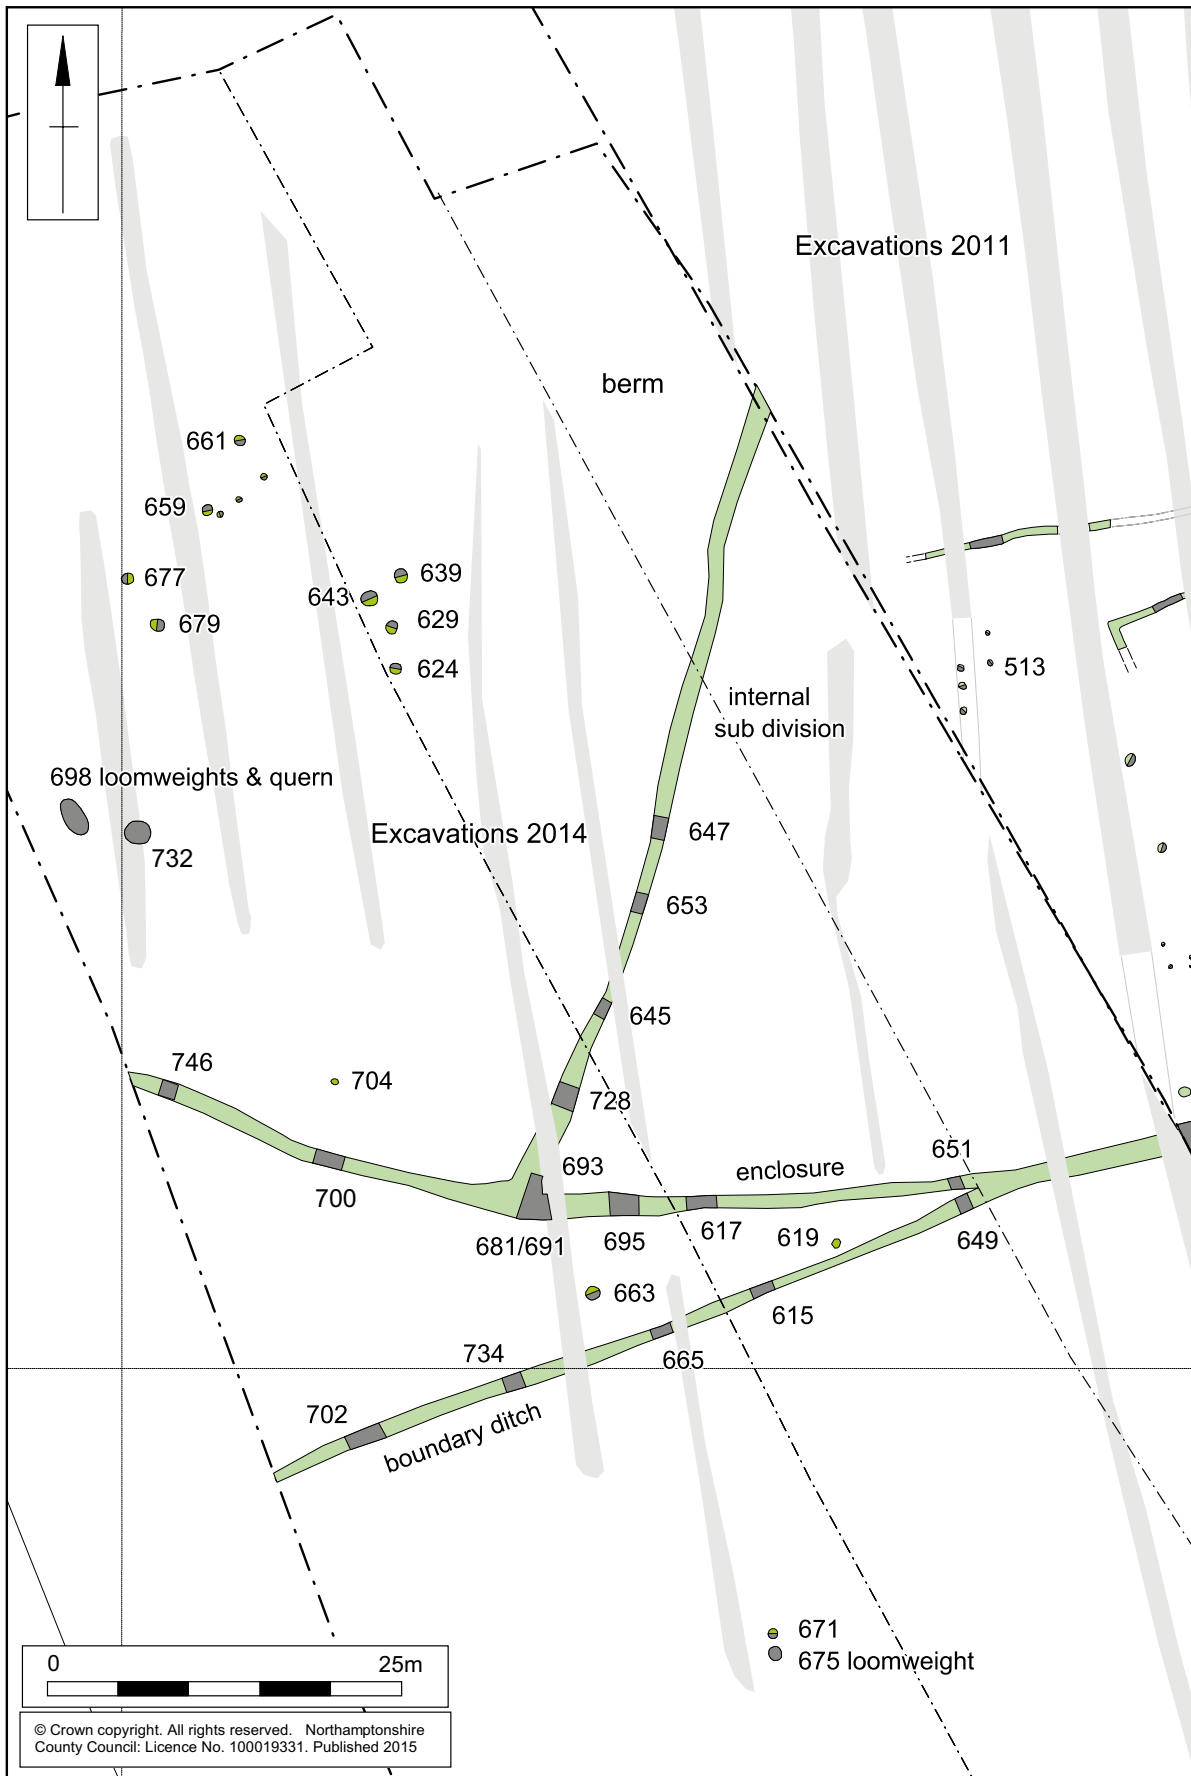 Excavations 2011
berm
661
659
677
679
639
643
629
624
513
internal
sub division
698 loomweights & quern
732
Excavations 2014
647
653
645
746
704
728
693
651
enclosure
700
681/691
695
617
619
649
663
615
665
734
702
boundary ditch
671
675 loomweight
0 25m
© Crown copyright. All rights reserved. Northamptonshire
County Council: Licence No. 100019331. Published 2015